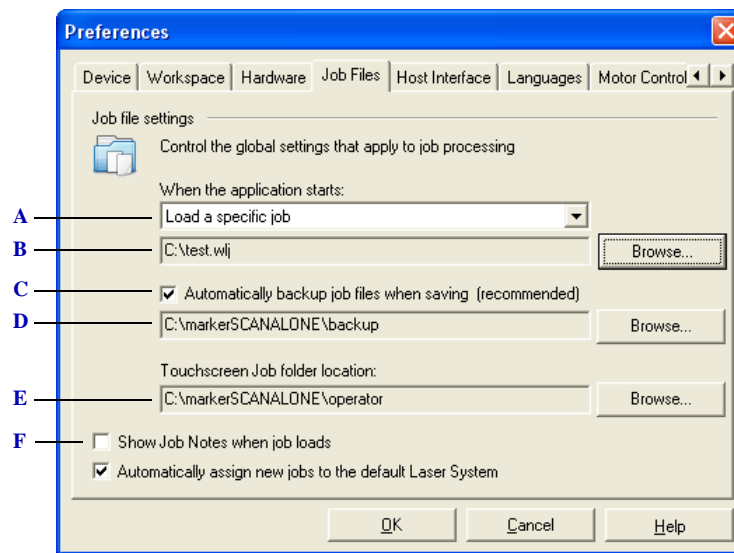 Preferences
Device Workspace Hardware Job Files Host Interface Languages Motor Control
Job file settings
Control the global settings that apply to job processing
When the application starts:
A Load a specific job
B C:\test.wlj Browse...
C Automatically backup job files when saving (recommended)
D C:\markerSCANALONE\backup Browse...
Touchscreen Job folder location:
E C:\markerSCANALONE\operator Browse...
F Show Job Notes when job loads
Automatically assign new jobs to the default Laser System
OK Cancel Help